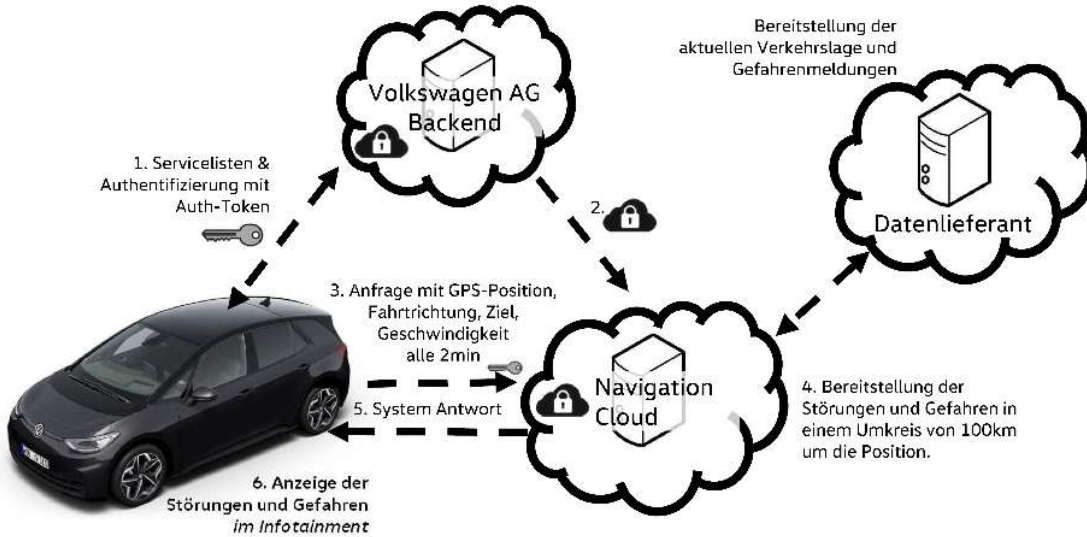 Bereitstellung der
aktuellen Verkehrslage und
Gefahrenmeldungen
Volkswagen AG
Backend
1. Servicelisten &
Authentifizierung mit
Auth-Token
2.
Datenlieferant
3. Anfrage mit GPS-Position,
Fahrtrichtung, Ziel,
Geschwindigkeit
alle 2min
Navigation
Cloud
4. Bereitstellung der
Störungen und Gefahren in
einem Umkreis von 100km
um die Position.
5. System Antwort
6. Anzeige der
Störungen und Gefahren
im Infotainment